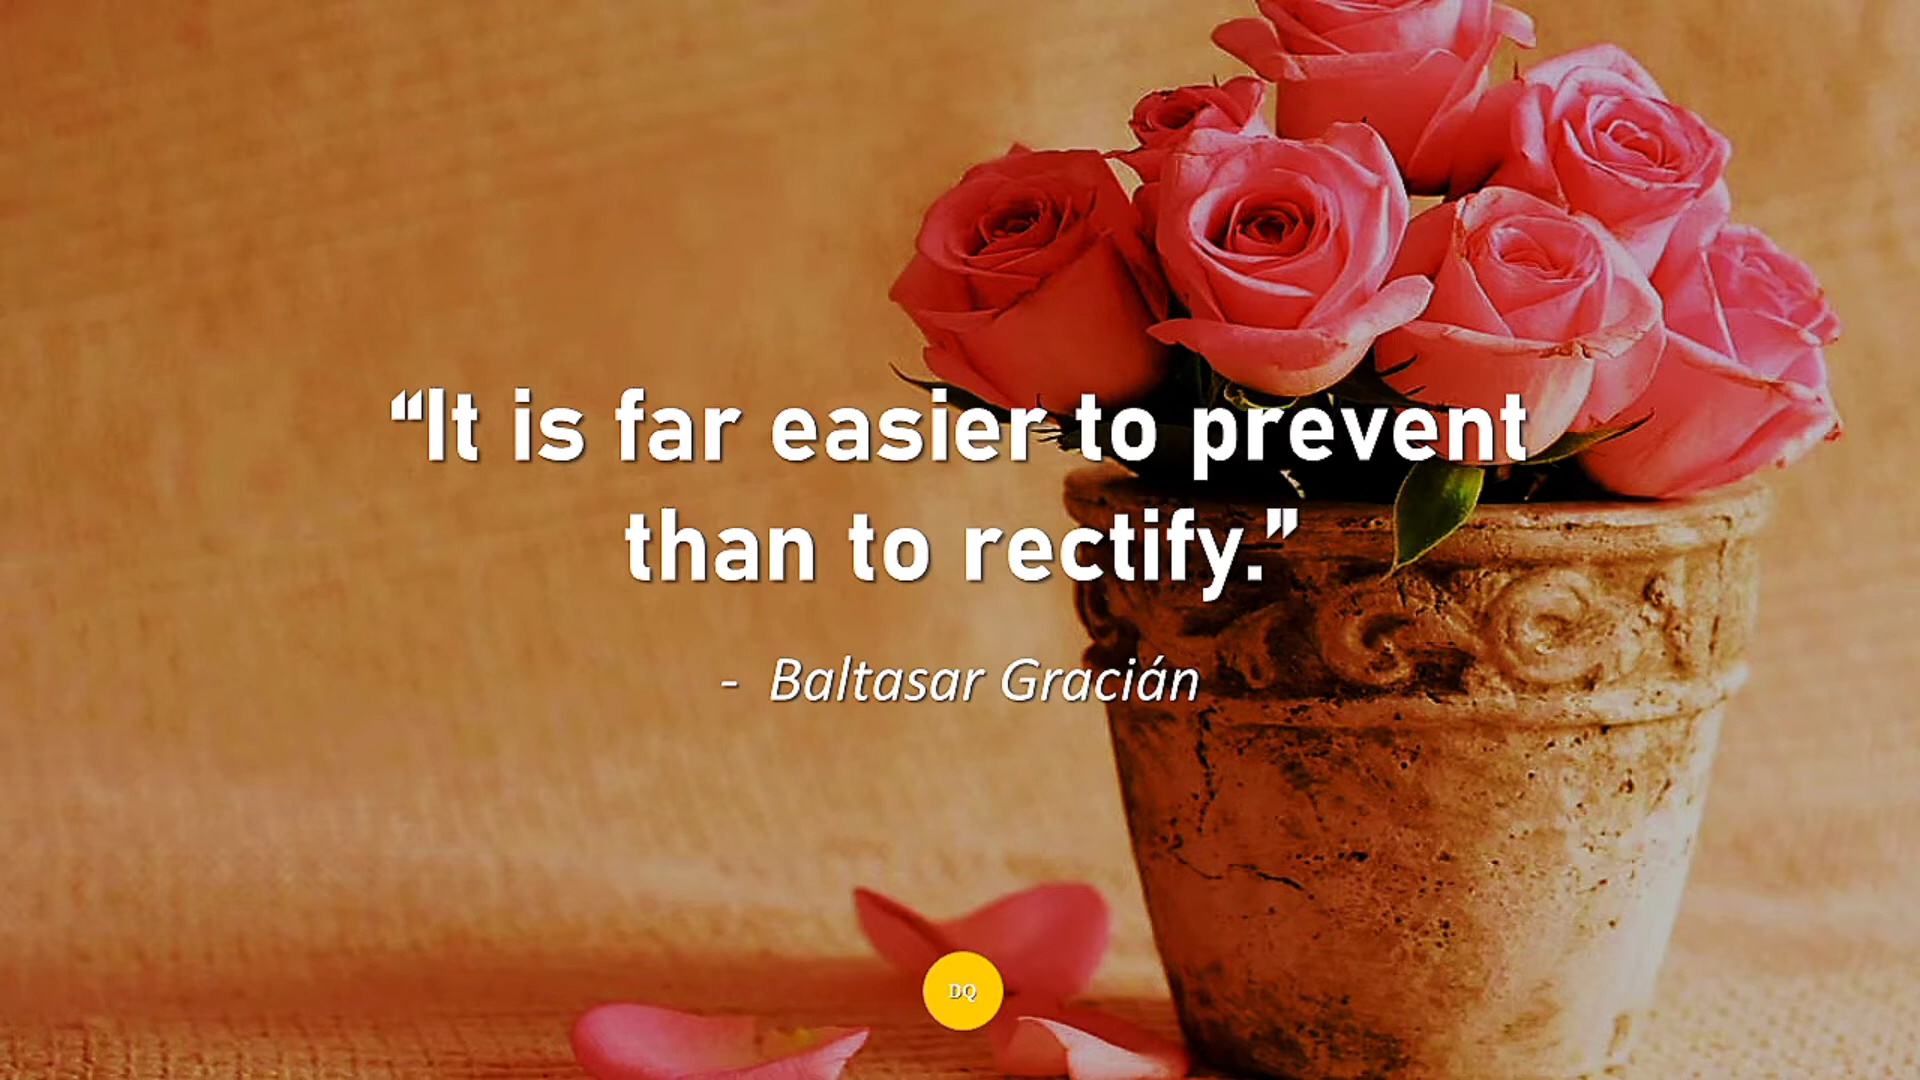 “It is far easier to prevent
than to rectify.”
- Baltasar Gracián
DQ